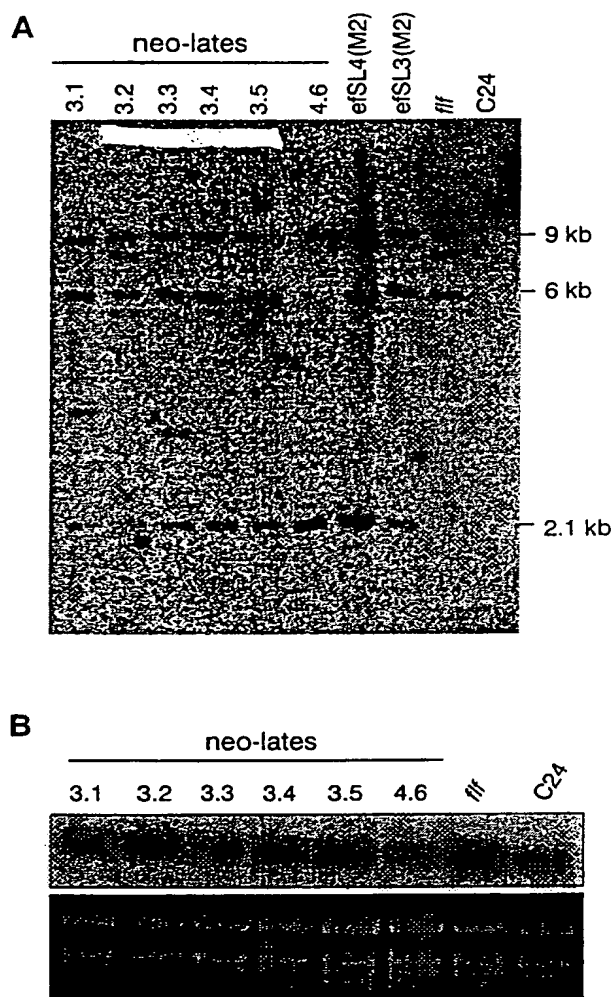 A
neo-lates
3.1 3.2 3.3 3.4 3.5 4.6 efSL4(M2) efSL3(M2) flf C24
9 kb
6 kb
2.1 kb
B
neo-lates
3.1 3.2 3.3 3.4 3.5 4.6 flf C24